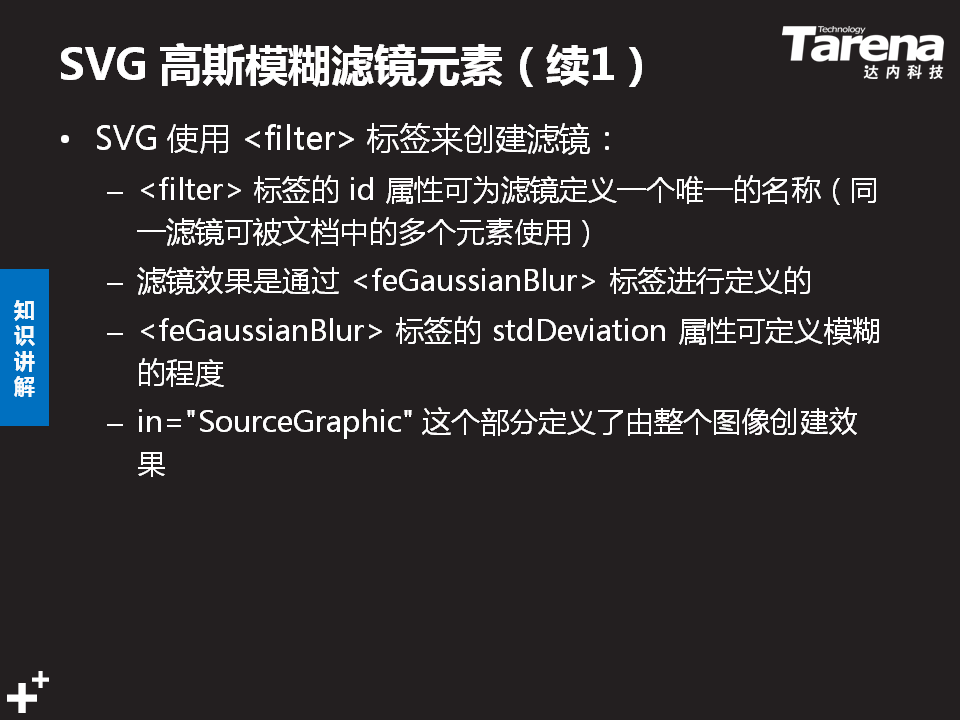 SVG 高斯模糊滤镜元素（续1）
Technology
Tarena
达内科技
• SVG 使用 <filter> 标签来创建滤镜：
– <filter> 标签的 id 属性可为滤镜定义一个唯一的名称（同
一滤镜可被文档中的多个元素使用）
– 滤镜效果是通过 <feGaussianBlur> 标签进行定义的
– <feGaussianBlur> 标签的 stdDeviation 属性可定义模糊
的程度
– in="SourceGraphic" 这个部分定义了由整个图像创建效
果
知
识
讲
解